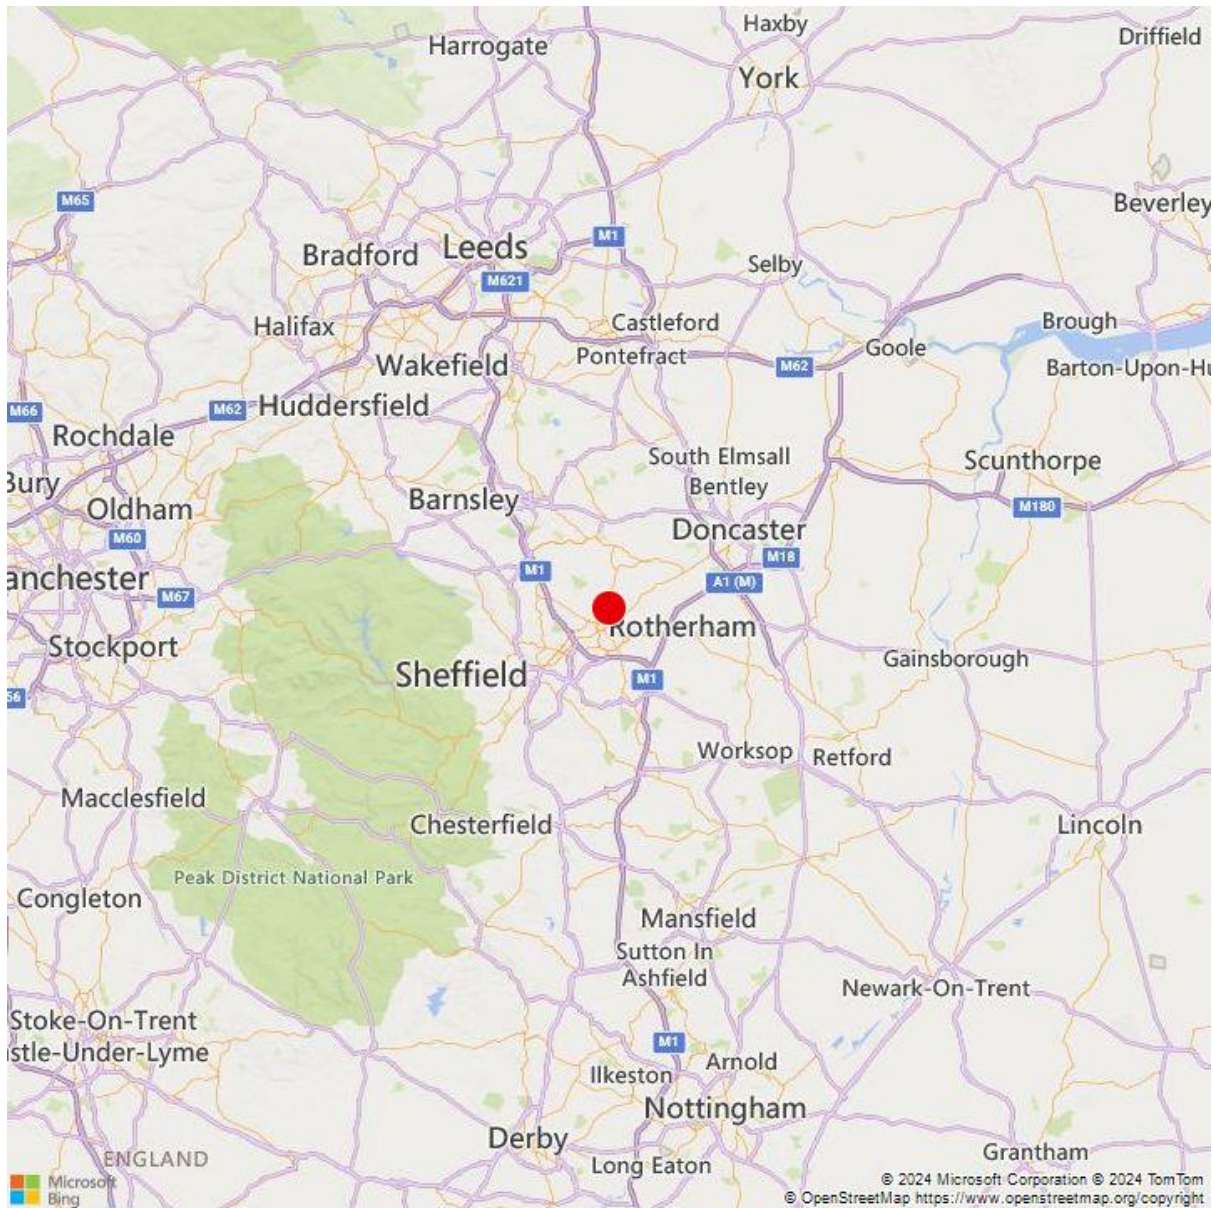 Haxby
Harrogate
Driffield
York
M65
Beverley
M1
Bradford
Leeds
Selby
M621
Halifax
Castleford
Brough
Pontefract
Goole
Wakefield
M62
Barton-Upon-Hu
Huddersfield
M62
M66
Rochdale
South Elmsall
Scunthorpe
Bury
Bentley
Barnsley
Oldham
M180
Doncaster
M60
M18
M1
anchester
A1 (M)
M67
Rotherham
Stockport
Gainsborough
Sheffield
M1
56
Worksop
Retford
Macclesfield
Chesterfield
Lincoln
Peak District National Park
Congleton
Mansfield
Sutton In
Ashfield
Newark-On-Trent
Stoke-On-Trent
stle-Under-Lyme
M1
Arnold
Ilkeston
Nottingham
Derby
Grantham
ENGLAND
Long Eaton
Microsoft
Bing
© 2024 Microsoft Corporation © 2024 TomTom
© OpenStreetMap https://www.openstreetmap.org/copyright